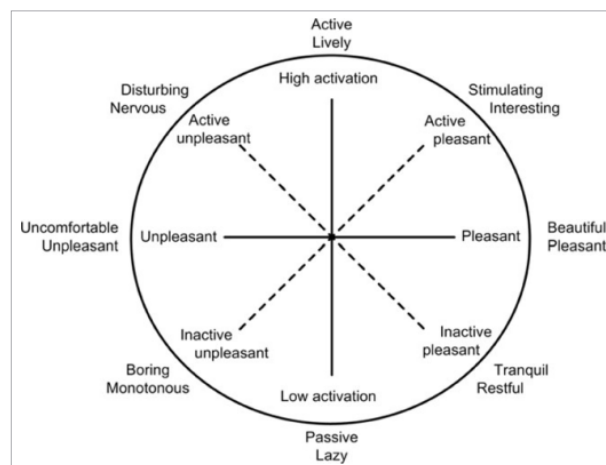 Active
Lively
High activation
Disturbing
Nervous
Stimulating
Interesting
Active
unpleasant
Active
pleasant
Uncomfortable
Unpleasant
Unpleasant
Pleasant
Beautiful
Pleasant
Inactive
unpleasant
Inactive
pleasant
Boring
Monotonous
Tranquil
Restful
Low activation
Passive
Lazy